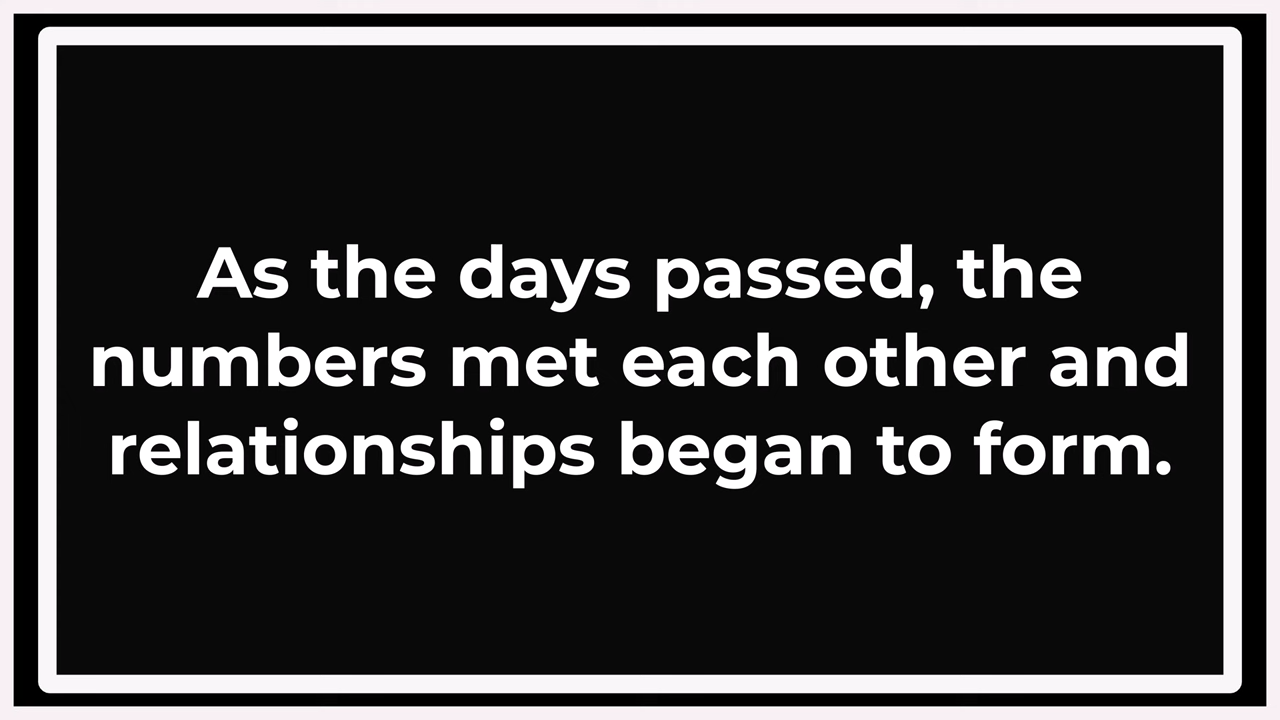 As the days passed, the
numbers met each other and
relationships began to form.